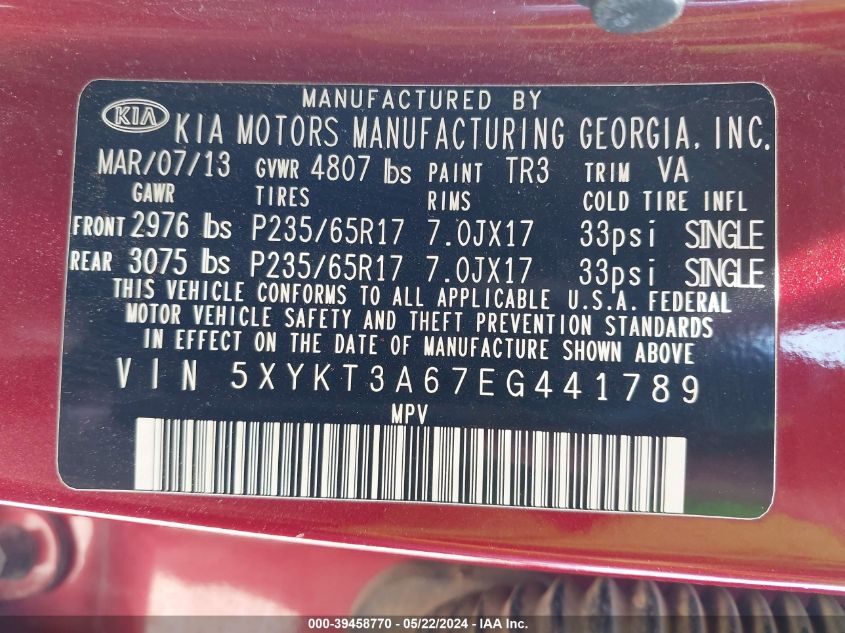 MANUFACTURED BY
KIA KIA MOTORS MANUFACTURING GEORGIA, INC.
MAR/07/13 GVWR 4807 lbs PAINT TR3 TRIM VA
GAWR TIRES RIMS COLD TIRE INFL
FRONT 2976 lbs P235/65R17 7.0JX17 33psi SINGLE
REAR 3075 lbs P235/65R17 7.0JX17 33psi SINGLE
THIS VEHICLE CONFORMS TO ALL APPLICABLE U.S.A. FEDERAL
MOTOR VEHICLE SAFETY AND THEFT PREVENTION STANDARDS
IN EFFECT ON THE DATE OF MANUFACTURE SHOWN ABOVE
VIN 5XYKT3A67EG441789
MPV
000-39458770 - 05/22/2024 - IAA Inc.